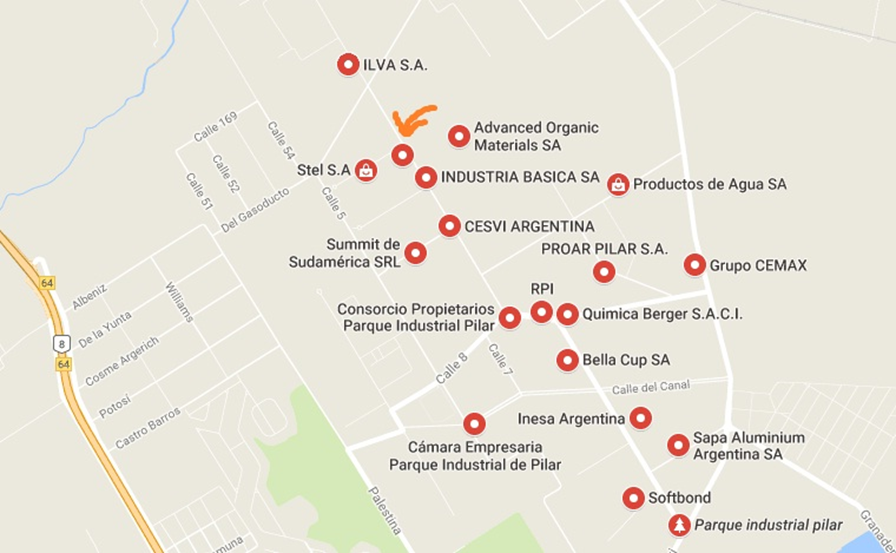 ILVA S.A.
Calle 169
Calle 54
Advanced Organic
Materials SA
Stel S.A
INDUSTRIA BASICA SA
Calle 52
Calle 51
Del Gasoducto
Calle 5
Productos de Agua SA
CESVI ARGENTINA
Summit de
Sudamérica SRL
PROAR PILAR S.A.
Grupo CEMAX
64
Albeniz
Williams
RPI
Consorcio Propietarios
Parque Industrial Pilar
Quimica Berger S.A.C.I.
De la Yunta
8
64
Cosme Argerich
Calle 8
Calle 7
Bella Cup SA
Calle del Canal
Potosí
Castro Barros
Inesa Argentina
Cámara Empresaria
Parque Industrial de Pilar
Sapa Aluminium
Argentina SA
Softbond
Palestina
Parque industrial pilar